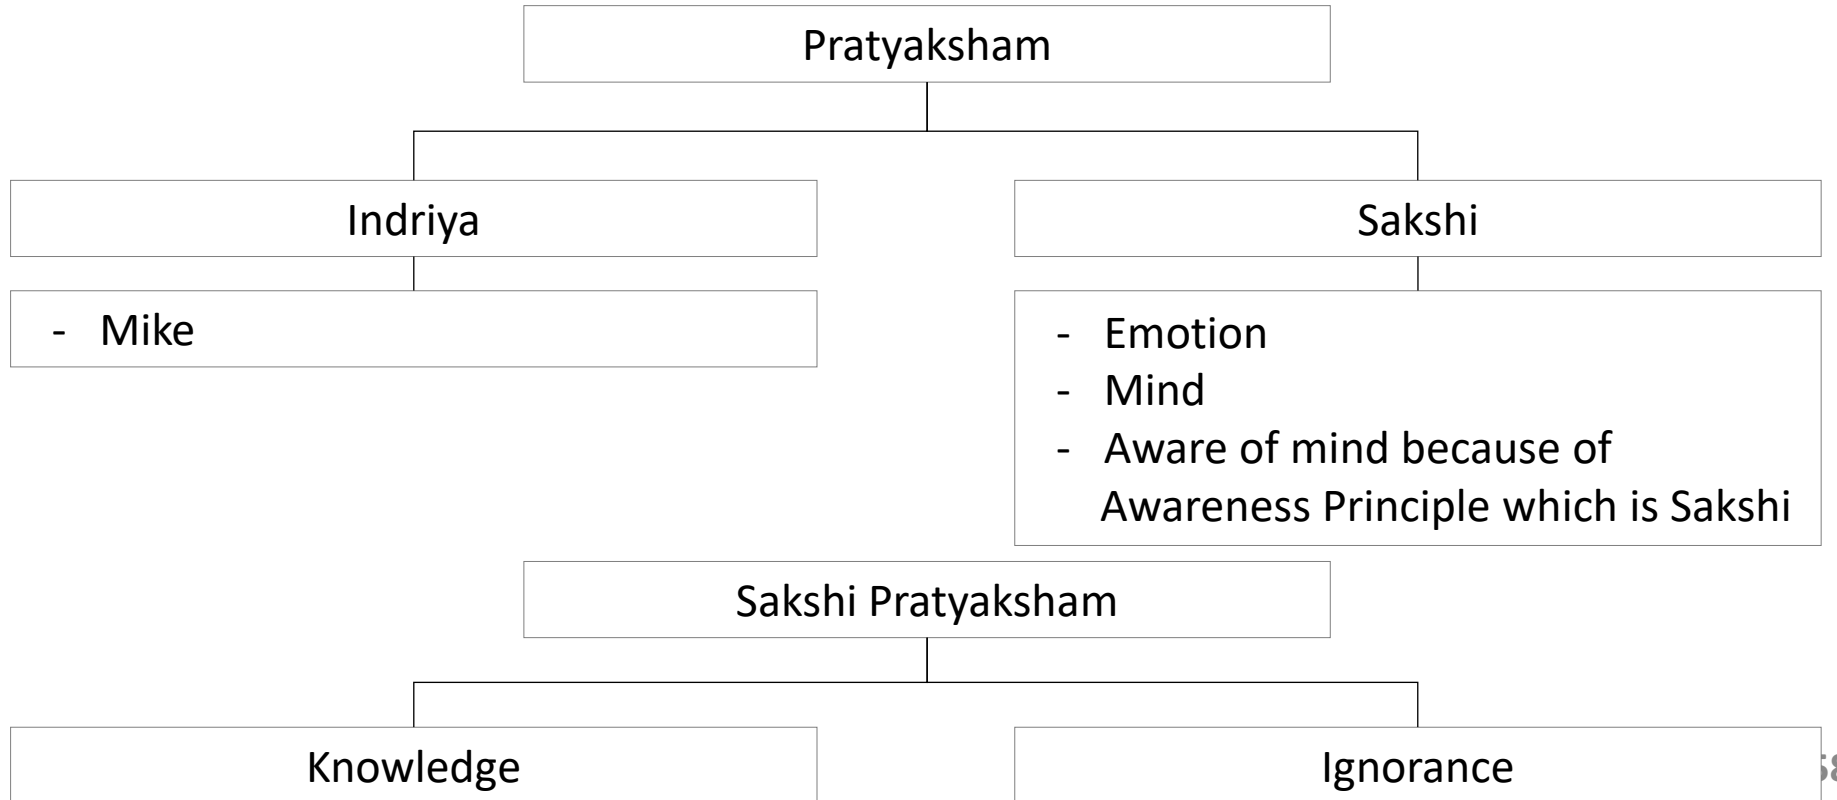 Pratyaksham
Indriya
Sakshi
- Mike
- Emotion
- Mind
- Aware of mind because of
Awareness Principle which is Sakshi
Sakshi Pratyaksham
Knowledge
Ignorance